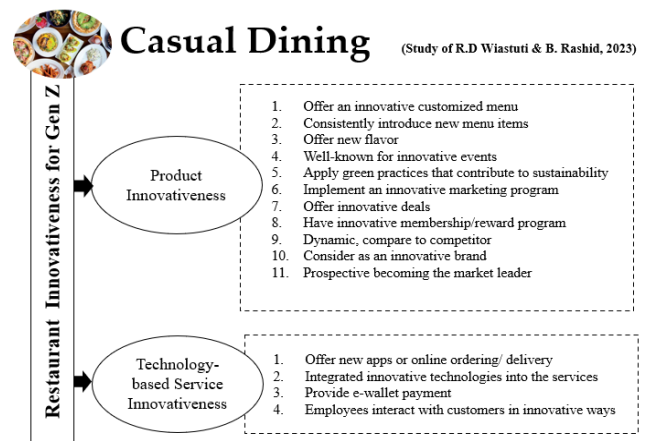 Casual Dining
(Study of R.D Wiastuti & B. Rashid, 2023)
Restaurant Innovativeness for Gen Z
Product
Innovativeness
1. Offer an innovative customized menu
2. Consistently introduce new menu items
3. Offer new flavor
4. Well-known for innovative events
5. Apply green practices that contribute to sustainability
6. Implement an innovative marketing program
7. Offer innovative deals
8. Have innovative membership/reward program
9. Dynamic, compare to competitor
10. Consider as an innovative brand
11. Prospective becoming the market leader
Technology-
based Service
Innovativeness
1. Offer new apps or online ordering/ delivery
2. Integrated innovative technologies into the services
3. Provide e-wallet payment
4. Employees interact with customers in innovative ways